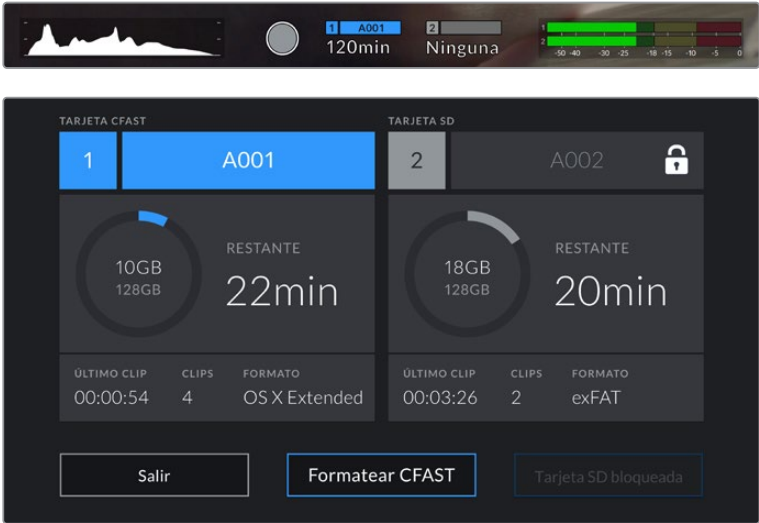 1 A001 2
120min Ninguna
1
2
-50 -40 -30 -25 -18 -15 -10 -5 0
TARJETA CFAST TARJETA SD
1 A001 2 A002
10GB 128GB RESTANTE 22min 18GB 128GB RESTANTE 20min
ÚLTIMO CLIP CLIPS FORMATO ÚLTIMO CLIP CLIPS FORMATO
00:00:54 4 OS X Extended 00:03:26 2 exFAT
Salir Formatear CFAST Tarjeta SD bloqueada